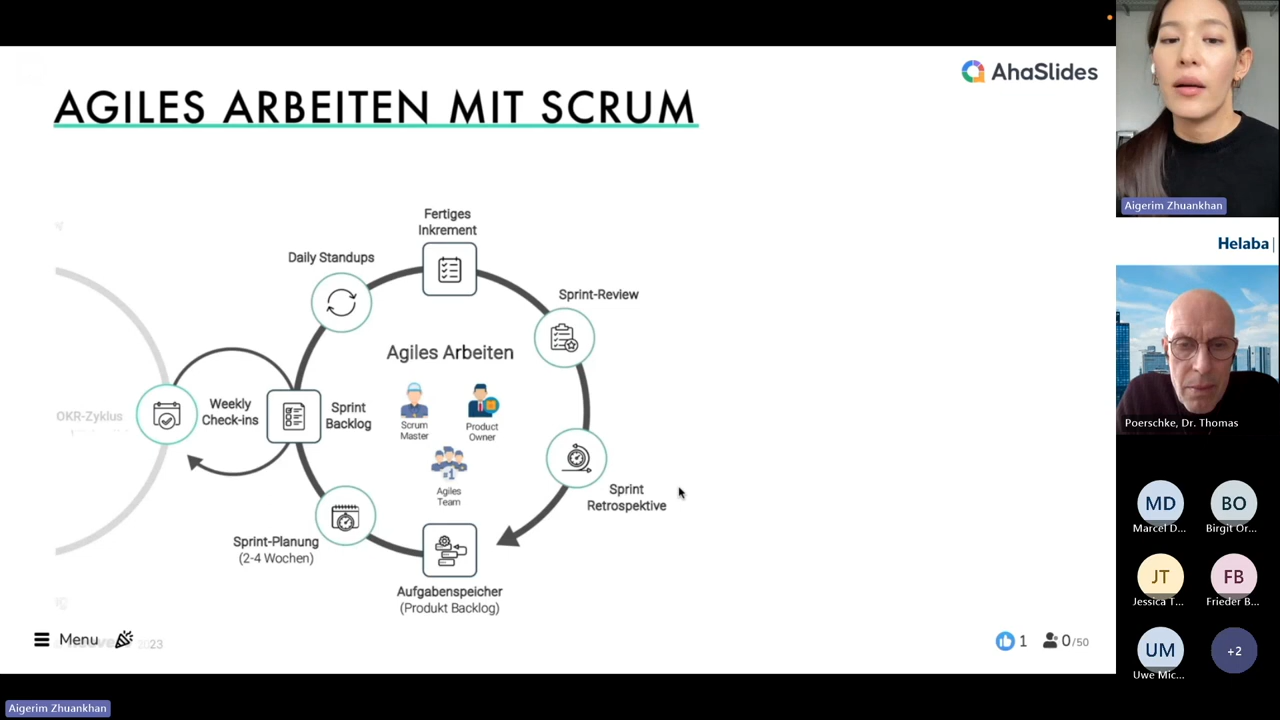 AhaSlides
AGILES ARBEITEN MIT SCRUM
Fertiges
Inkrement
Daily Standups
Sprint-Review
Agiles Arbeiten
Scrum
Master
Product
Owner
#1
Agiles
Team
OKR-Zyklus
Weekly
Check-ins
Sprint
Backlog
Sprint
Retrospektive
Sprint-Planung
(2-4 Wochen)
Aufgabenspeicher
(Produkt Backlog)
Menu
23
1
0/50
Aigerim Zhuankhan
Helaba
Poerschke, Dr. Thomas
MD
BO
Marcel D...
Birgit Or...
JT
FB
Jessica T...
Frieder B...
UM
+2
Uwe Mic...
Aigerim Zhuankhan